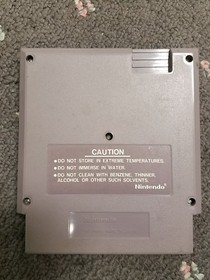 CAUTION
•DO NOT STORE IN EXTREME TEMPERATURES.
•DO NOT IMMERSE IN WATER.
•DO NOT CLEAN WITH BENZENE, THINNER,
ALCOHOL OR OTHER SUCH SOLVENTS.
Nintendo®